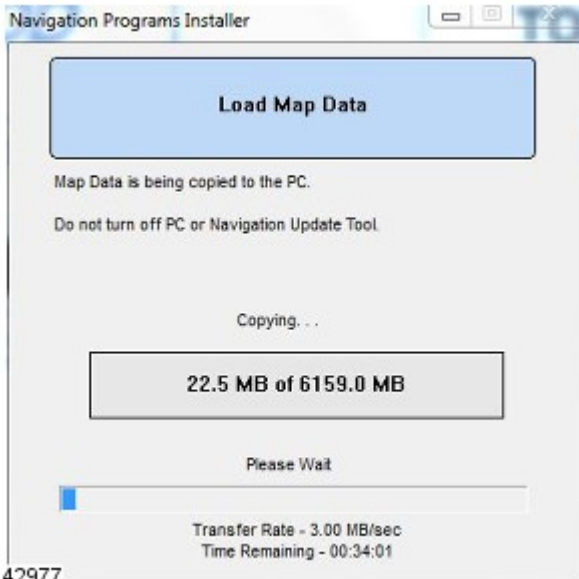 Navigation Programs Installer
Load Map Data
Map Data is being copied to the PC.
Do not turn off PC or Navigation Update Tool.
Copying. . .
22.5 MB of 6159.0 MB
Please Wait
Transfer Rate - 3.00 MB/sec
Time Remaining - 00:34:01
42977